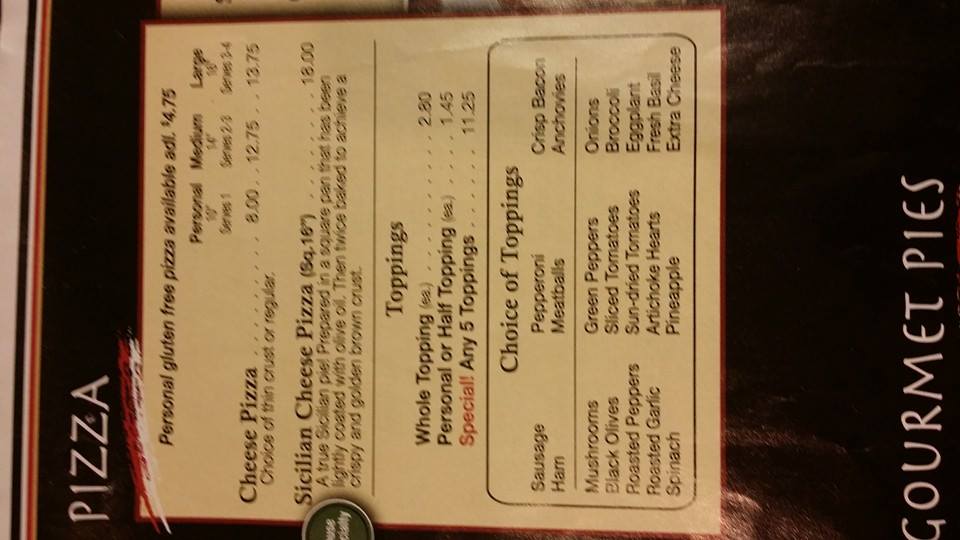 PIZZA
Personal gluten free pizza available adl. $4.75
Personal Medium Large
10" 14" 18"
Series 1 Series 2-3 Series 3-4
Cheese Pizza . . . . . . . . . . . . 8.00 . . . 12.75 . . . 13.75
Choice of thin crust or regular.
Sicilian Cheese Pizza (Sq.16") . . . . . . . . . . . 18.00
A true Sicilian pie! Prepared in a square pan that has been
lightly coated with olive oil. Then twice baked to achieve a
crispy and golden brown crust.
Toppings
Whole Topping (ea.) . . . . . . . . . . . . 2.80
Personal or Half Topping (ea.) . . . . . 1.45
Special! Any 5 Toppings . . . . . . . . 11.25
Choice of Toppings
Sausage Pepperoni Crisp Bacon
Ham Meatballs Anchovies
Mushrooms Green Peppers Onions
Black Olives Sliced Tomatoes Brocoli
Roasted Peppers Sun-dried Tomatoes Eggplant
Roasted Garlic Artichoke Hearts Fresh Basil
Spinach Pineapple Extra Cheese
GOURMET PIES